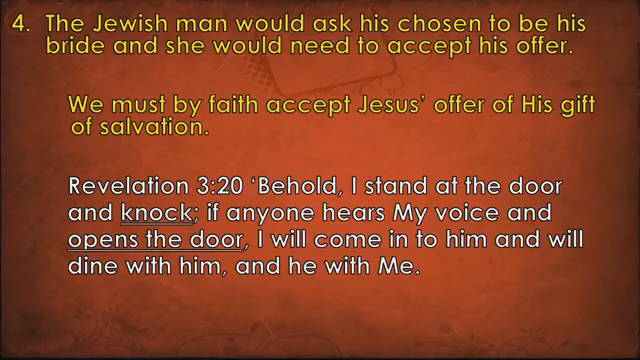 4. The Jewish man would ask his chosen to be his
bride and she would need to accept his offer.
We must by faith accept Jesus’ offer of His gift
of salvation.
Revelation 3:20 ‘Behold, I stand at the door
and knock; if anyone hears My voice and
opens the door, I will come in to him and will
dine with him, and he with Me.